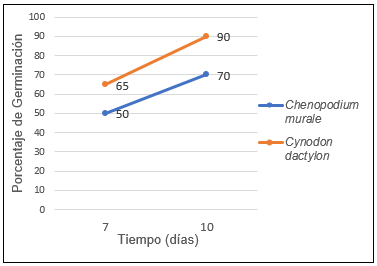 Porcentaje de Germinación
100
90
80
70
60
50
40
30
20
10
0
90
70
65
50
7
10
Tiempo (días)
Chenopodium
murale
Cynodon
dactylon